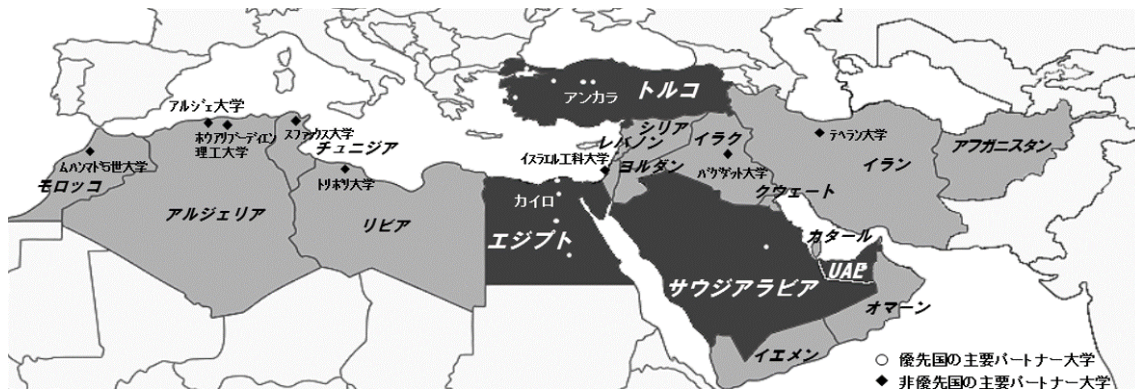 アルジェ大学
ホウアリブーディエン
理工大学
スファックス大学
チュニジア
ムハンマド5世大学
モロッコ
アルジェリア
トリポリ大学
リビア
アンカラ
トルコ
シリア
レバノン
イスラエル工科大学
ヨルダン
イラク
バグダット大学
クウェート
テヘラン大学
イラン
アフガニスタン
カイロ
エジプト
サウジアラビア
カタール
UAE
オマーン
イエメン
○ 優先国の主要パートナー大学
◆ 非優先国の主要パートナー大学